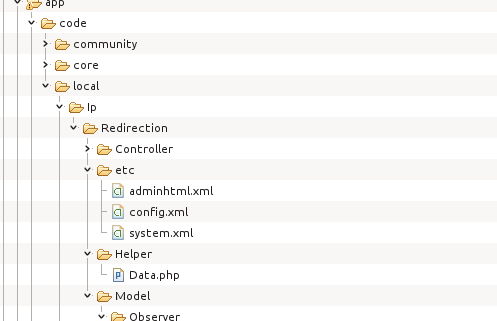 app
code
community
core
local
Ip
Redirection
Controller
etc
adminhtml.xml
config.xml
system.xml
Helper
Data.php
Model
Observer